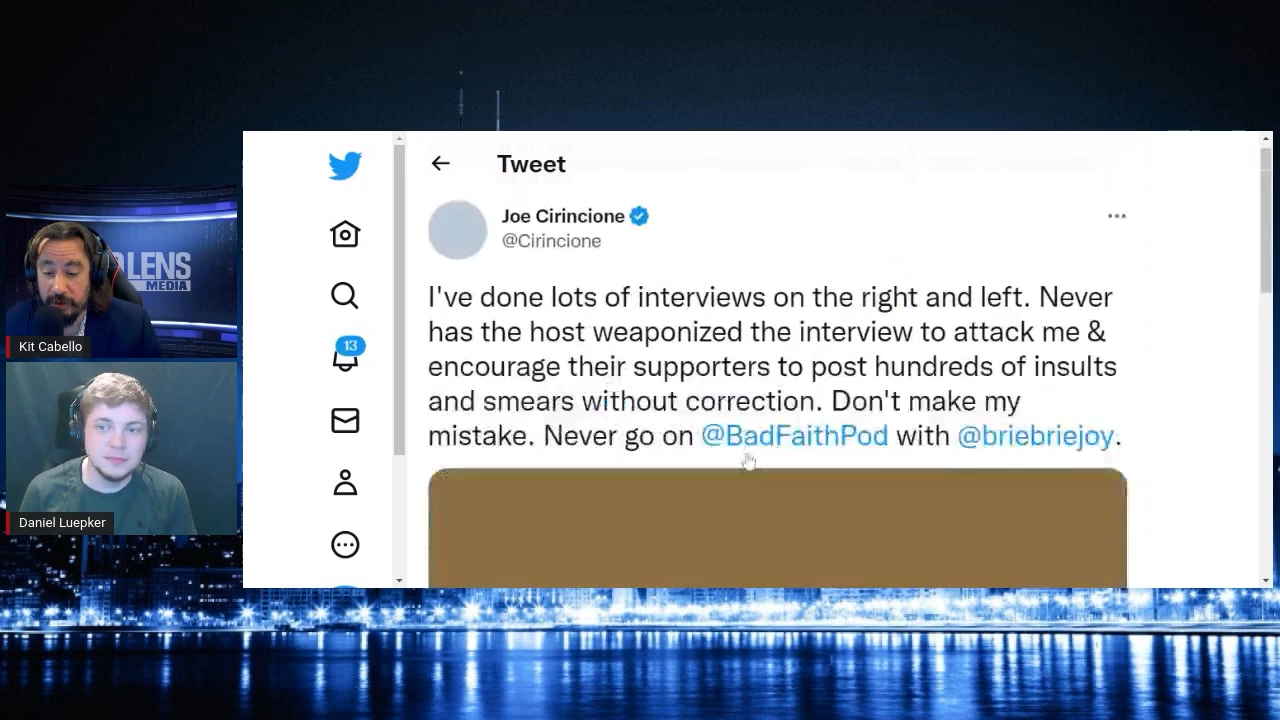 Tweet
Joe Cirincione
@Cirincione
I've done lots of interviews on the right and left. Never
has the host weaponized the interview to attack me &
encourage their supporters to post hundreds of insults
and smears without correction. Don't make my
mistake. Never go on @BadFaithPod with @briebriejoy.
13
LENS
MEDIA
Kit Cabello
Daniel Luepker